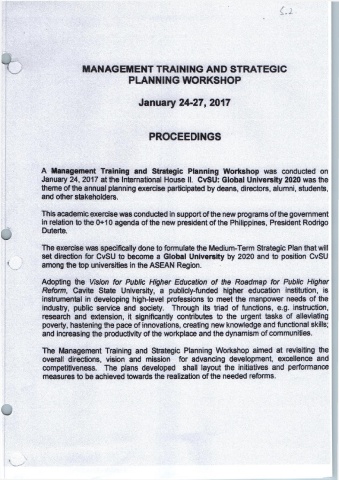 MANAGEMENT TRAINING AND STRATEGIC
PLANNING WORKSHOP
January 24-27, 2017
PROCEEDINGS
A Management Training and Strategic Planning Workshop was conducted on
January 24, 2017 at the International House II. CvSU: Global University 2020 was the
theme of the annual planning exercise participated by deans, directors, alumni, students,
and other stakeholders.
This academic exercise was conducted in support of the new programs of the government
in relation to the 0+10 agenda of the new president of the Philippines, President Rodrigo
Duterte.
The exercise was specifically done to formulate the Medium-Term Strategic Plan that will
set direction for CvSU to become a Global University by 2020 and to position CvSU
among the top universities in the ASEAN Region.
Adopting the Vision for Public Higher Education of the Roadmap for Public Higher
Reform, Cavite State University, a publicly-funded higher education institution, is
instrumental in developing high-level professions to meet the manpower needs of the
industry, public service and society. Through its triad of functions, e.g. instruction,
research and extension, it significantly contributes to the urgent tasks of alleviating
poverty, hastening the pace of innovations, creating new knowledge and functional skills;
and increasing the productivity of the workplace and the dynamism of communities.
The Management Training and Strategic Planning Workshop aimed at revisiting the
overall directions, vision and mission for advancing development, excellence and
competitiveness. The plans developed shall layout the initiatives and performance
measures to be achieved towards the realization of the needed reforms.